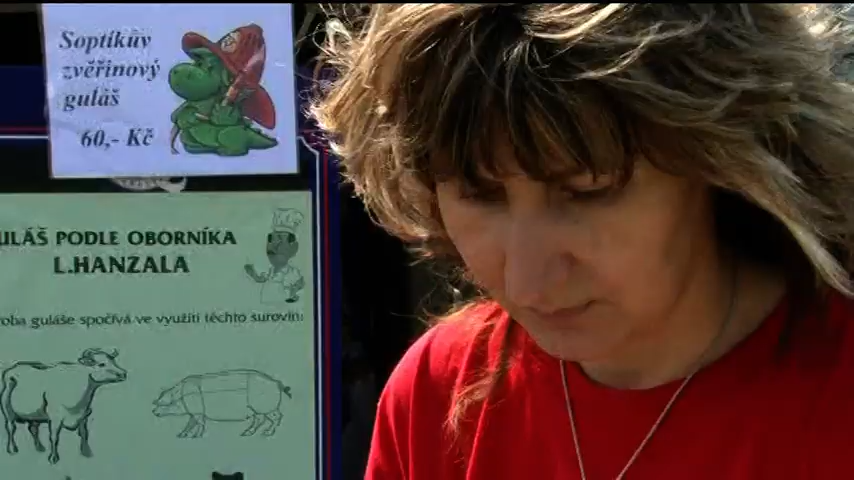 Soptíkův
zvěřinový
guláš
60,- Kč
ULÁŠ PODLE OBORNÍKA
L.HANZALA
roba guláše spočívá ve využití těchto surovin: